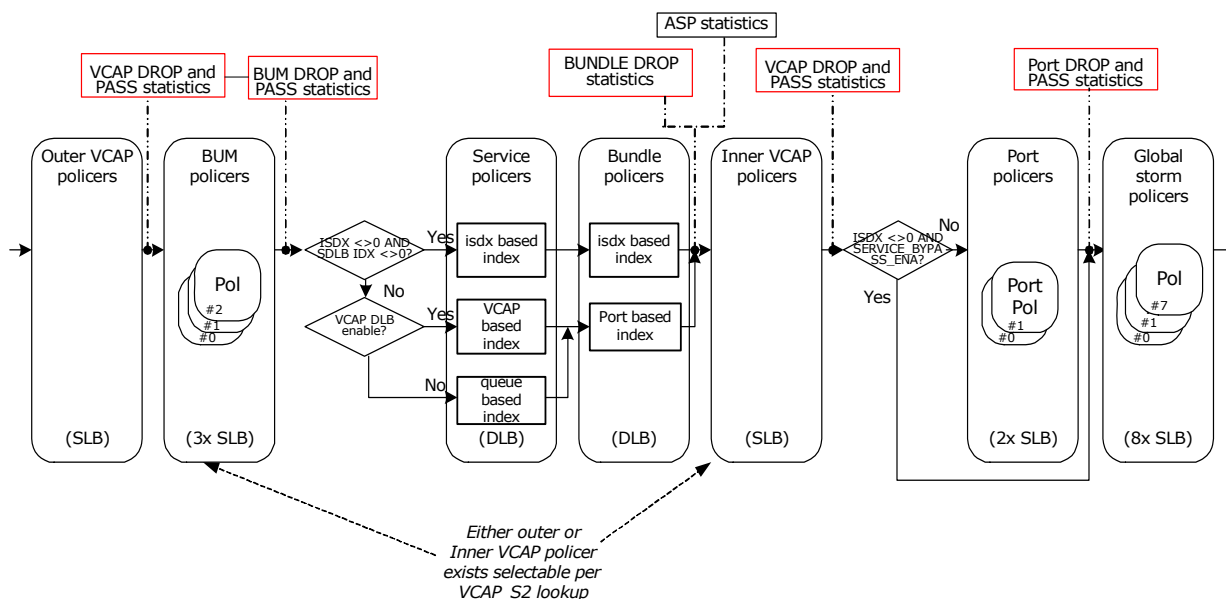 ASP statistics
VCAP DROP and
PASS statistics
BUM DROP and
PASS statistics
BUNDLE DROP
statistics
VCAP DROP and
PASS statistics
Port DROP and
PASS statistics
Outer VCAP
policers
(SLB)
BUM
policers
Pol
#2
#1
#0
(3x SLB)
ISDX <>0 AND
SDLB IDX <>0?
Yes
No
VCAP DLB
enable?
Yes
No
Service
policers
isdx based
index
VCAP
based
index
queue
based
index
(DLB)
Bundle
policers
isdx based
index
Port based
index
(DLB)
Inner VCAP
policers
(SLB)
ISDX <>0 AND
SERVICE_BYPA
SS_ENA?
No
Yes
Port
policers
Port
Pol
#1
#0
(2x SLB)
Global
storm
policers
Pol
#7
#1
#0
(8x SLB)
Either outer or
Inner VCAP policer
exists selectable per
VCAP_S2 lookup